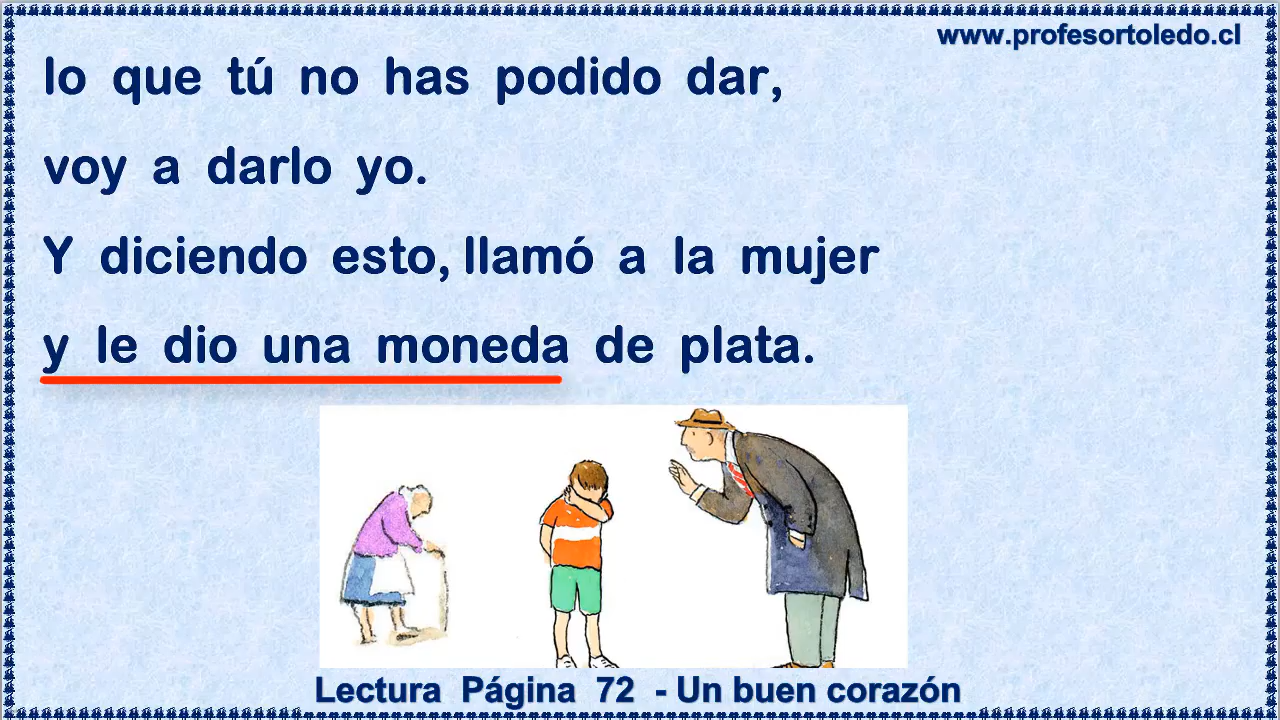 www.profesortoledo.cl
lo que tú no has podido dar,
voy a darlo yo.
Y diciendo esto, llamó a la mujer
y le dio una moneda de plata.
Lectura Página 72 - Un buen corazón